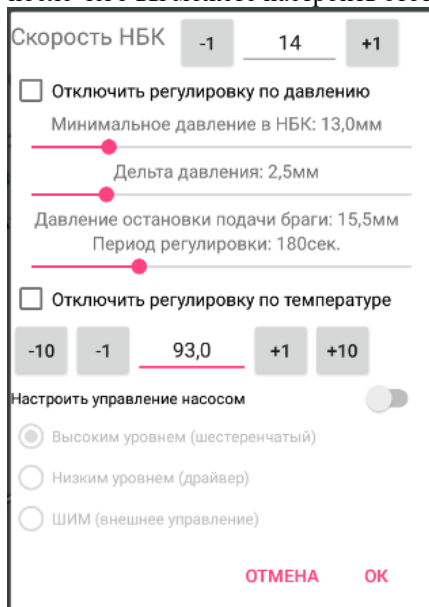 Скорость НБК -1 14 +1
Отключить регулировку по давлению
Минимальное давление в НБК: 13,0мм
Дельта давления: 2,5мм
Давление остановки подачи браги: 15,5мм
Период регулировки: 180сек.
Отключить регулировку по температуре
-10 -1 93,0 +1 +10
Настроить управление насосом
Высоким уровнем (шестеренчатый)
Низким уровнем (драйвер)
ШИМ (внешнее управление)
ОТМЕНА ОК